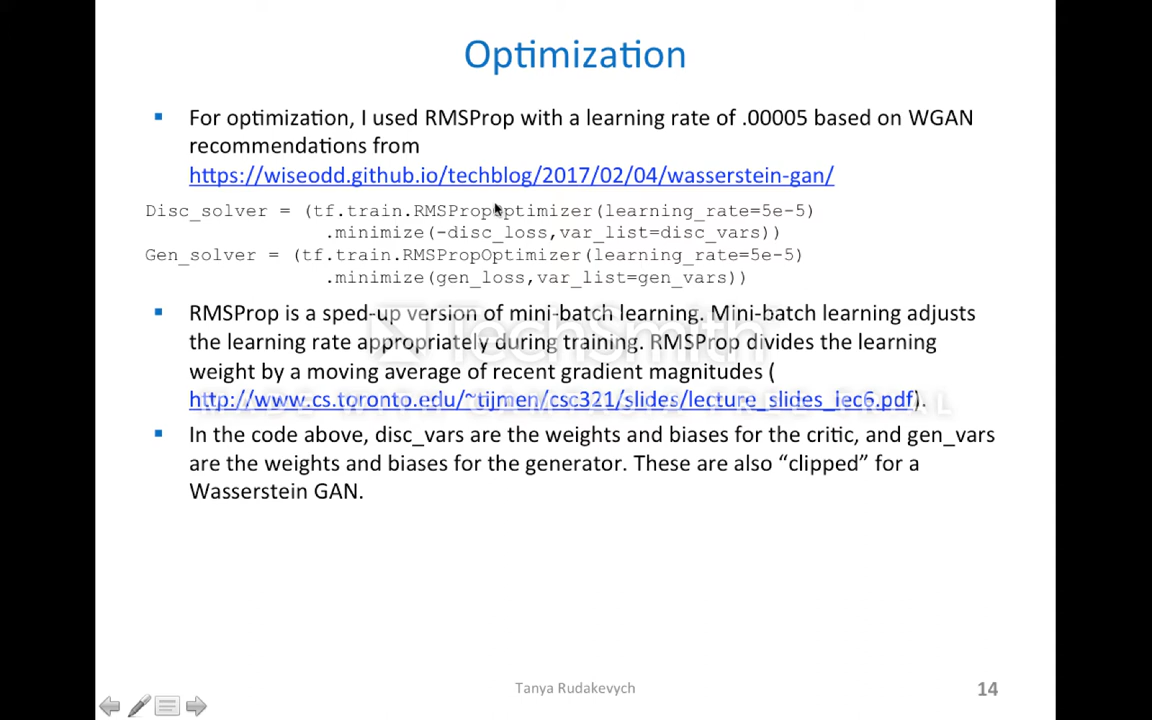 Optimization
▪ For optimization, I used RMSProp with a learning rate of .00005 based on WGAN
recommendations from
https://wiseodd.github.io/techblog/2017/02/04/wasserstein-gan/
Disc_solver = (tf.train.RMSPropOptimizer(learning_rate=5e-5)
.minimize(-disc_loss,var_list=disc_vars))
Gen_solver = (tf.train.RMSPropOptimizer(learning_rate=5e-5)
.minimize(gen_loss,var_list=gen_vars))
▪ RMSProp is a sped-up version of mini-batch learning. Mini-batch learning adjusts
the learning rate appropriately during training. RMSProp divides the learning
weight by a moving average of recent gradient magnitudes (
http://www.cs.toronto.edu/~tijmen/csc321/slides/lecture_slides_lec6.pdf).
▪ In the code above, disc_vars are the weights and biases for the critic, and gen_vars
are the weights and biases for the generator. These are also “clipped” for a
Wasserstein GAN.
TechSmith
Tanya Rudakevych
14